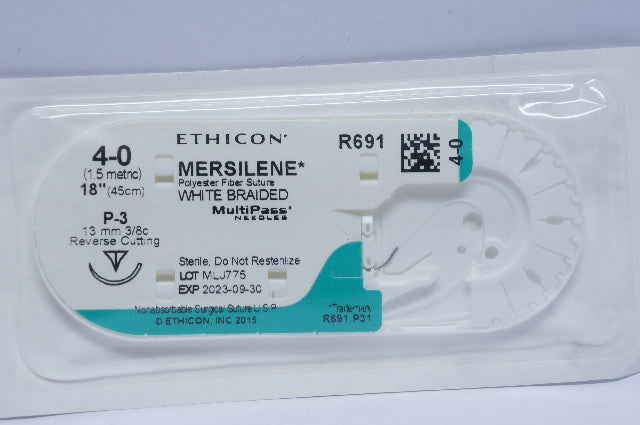 ETHICON
R691
4-0
4-0
(1.5 metric)
18" (45cm)
MERSILENE*
Polyester Fiber Suture
WHITE BRAIDED
MultiPass
NEEDLES
P-3
13 mm 3/8c
Reverse Cutting
Sterile, Do Not Resterilize
LOT MLJ775
EXP 2023-09-30
Nonabsorbable Surgical Suture U.S.P.
© ETHICON, INC 2015
*Trademark
R691.P31